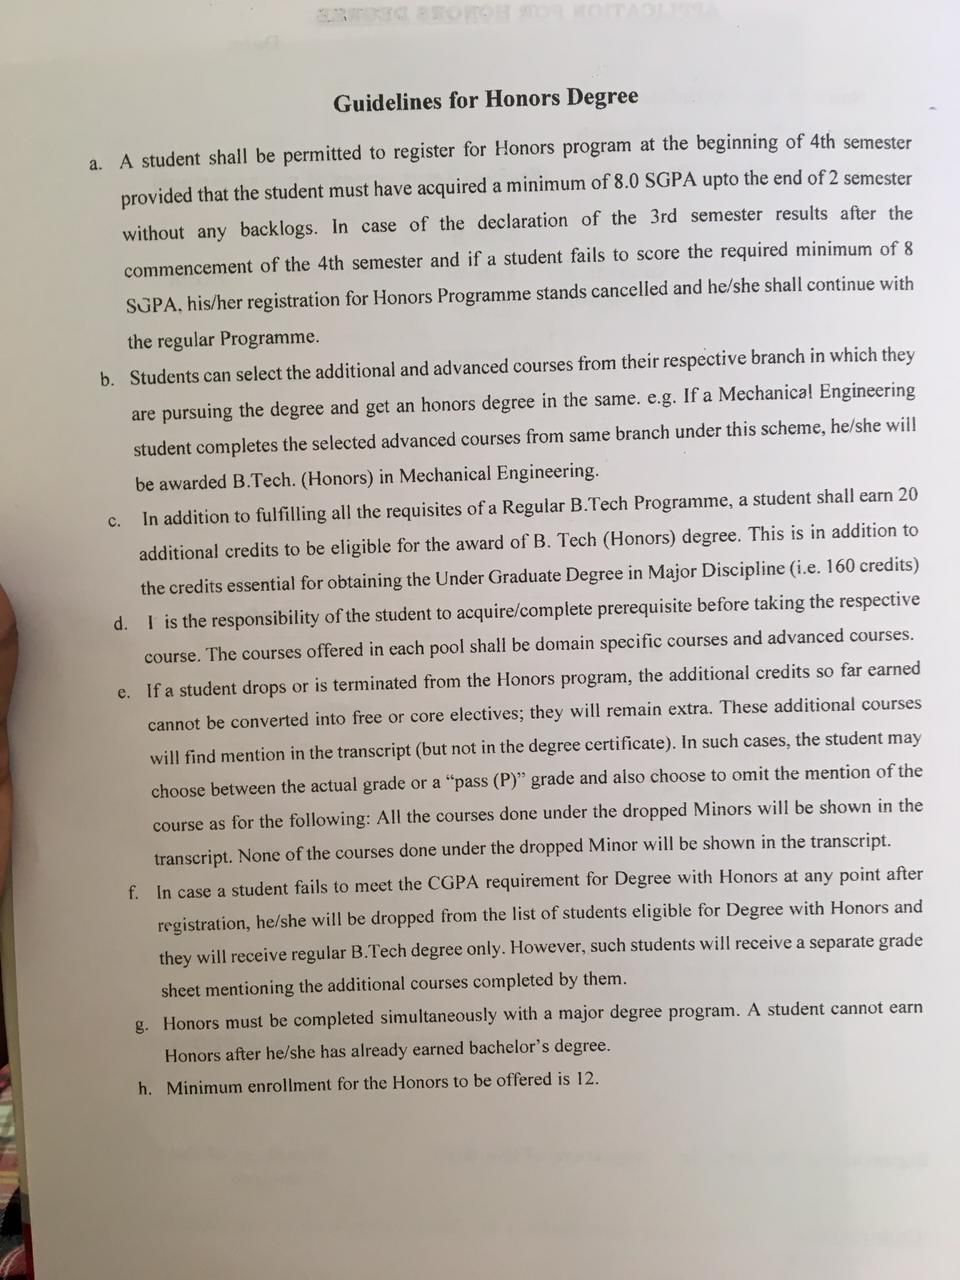 APPLICATION FOR HONORS DEGREE
Guidelines for Honors Degree
a. A student shall be permitted to register for Honors program at the beginning of 4th semester
provided that the student must have acquired a minimum of 8.0 SGPA upto the end of 2 semester
without any backlogs. In case of the declaration of the 3rd semester results after the
commencement of the 4th semester and if a student fails to score the required minimum of 8
SGPA, his/her registration for Honors Programme stands cancelled and he/she shall continue with
the regular Programme.
b. Students can select the additional and advanced courses from their respective branch in which they
are pursuing the degree and get an honors degree in the same. e.g. If a Mechanical Engineering
student completes the selected advanced courses from same branch under this scheme, he/she will
be awarded B.Tech. (Honors) in Mechanical Engineering.
c. In addition to fulfilling all the requisites of a Regular B.Tech Programme, a student shall earn 20
additional credits to be eligible for the award of B. Tech (Honors) degree. This is in addition to
the credits essential for obtaining the Under Graduate Degree in Major Discipline (i.e. 160 credits)
d. I is the responsibility of the student to acquire/complete prerequisite before taking the respective
course. The courses offered in each pool shall be domain specific courses and advanced courses.
e. If a student drops or is terminated from the Honors program, the additional credits so far earned
cannot be converted into free or core electives; they will remain extra. These additional courses
will find mention in the transcript (but not in the degree certificate). In such cases, the student may
choose between the actual grade or a “pass (P)” grade and also choose to omit the mention of the
course as for the following: All the courses done under the dropped Minors will be shown in the
transcript. None of the courses done under the dropped Minor will be shown in the transcript.
f. In case a student fails to meet the CGPA requirement for Degree with Honors at any point after
registration, he/she will be dropped from the list of students eligible for Degree with Honors and
they will receive regular B.Tech degree only. However, such students will receive a separate grade
sheet mentioning the additional courses completed by them.
g. Honors must be completed simultaneously with a major degree program. A student cannot earn
Honors after he/she has already earned bachelor’s degree.
h. Minimum enrollment for the Honors to be offered is 12.